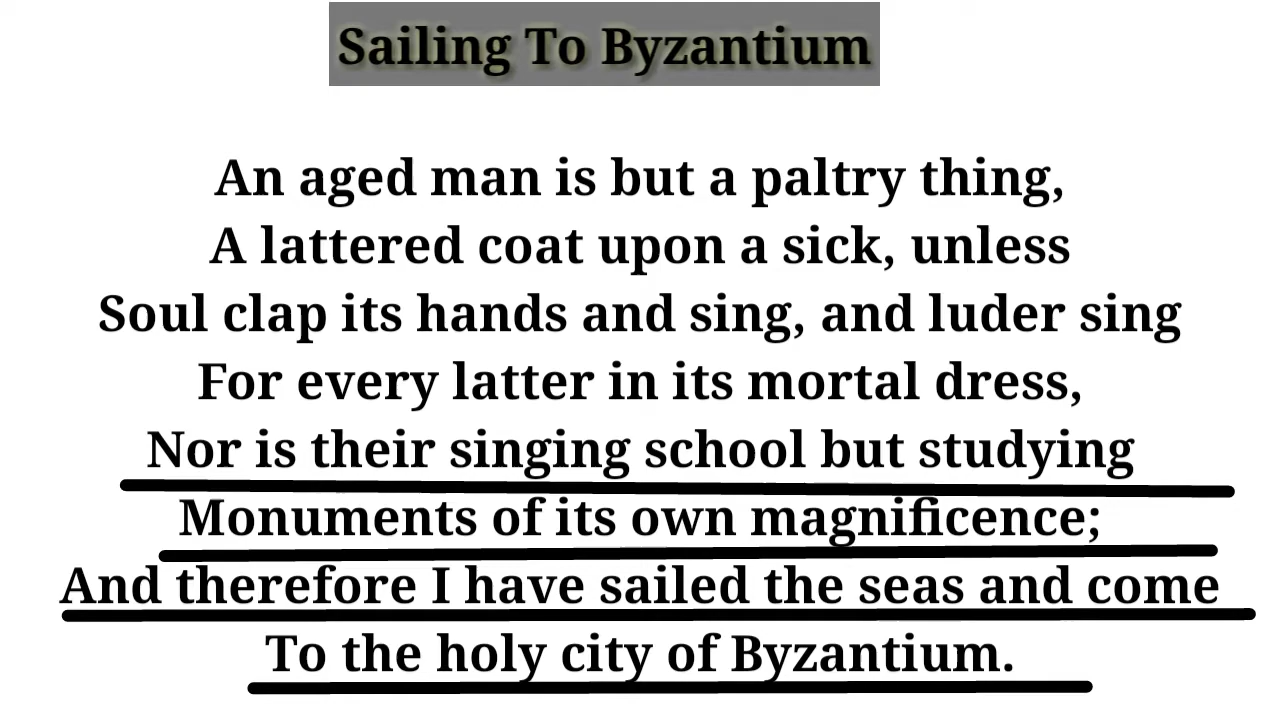 Sailing To Byzantium
An aged man is but a paltry thing,
A lattered coat upon a sick, unless
Soul clap its hands and sing, and luder sing
For every latter in its mortal dress,
Nor is their singing school but studying
Monuments of its own magnificence;
And therefore I have sailed the seas and come
To the holy city of Byzantium.